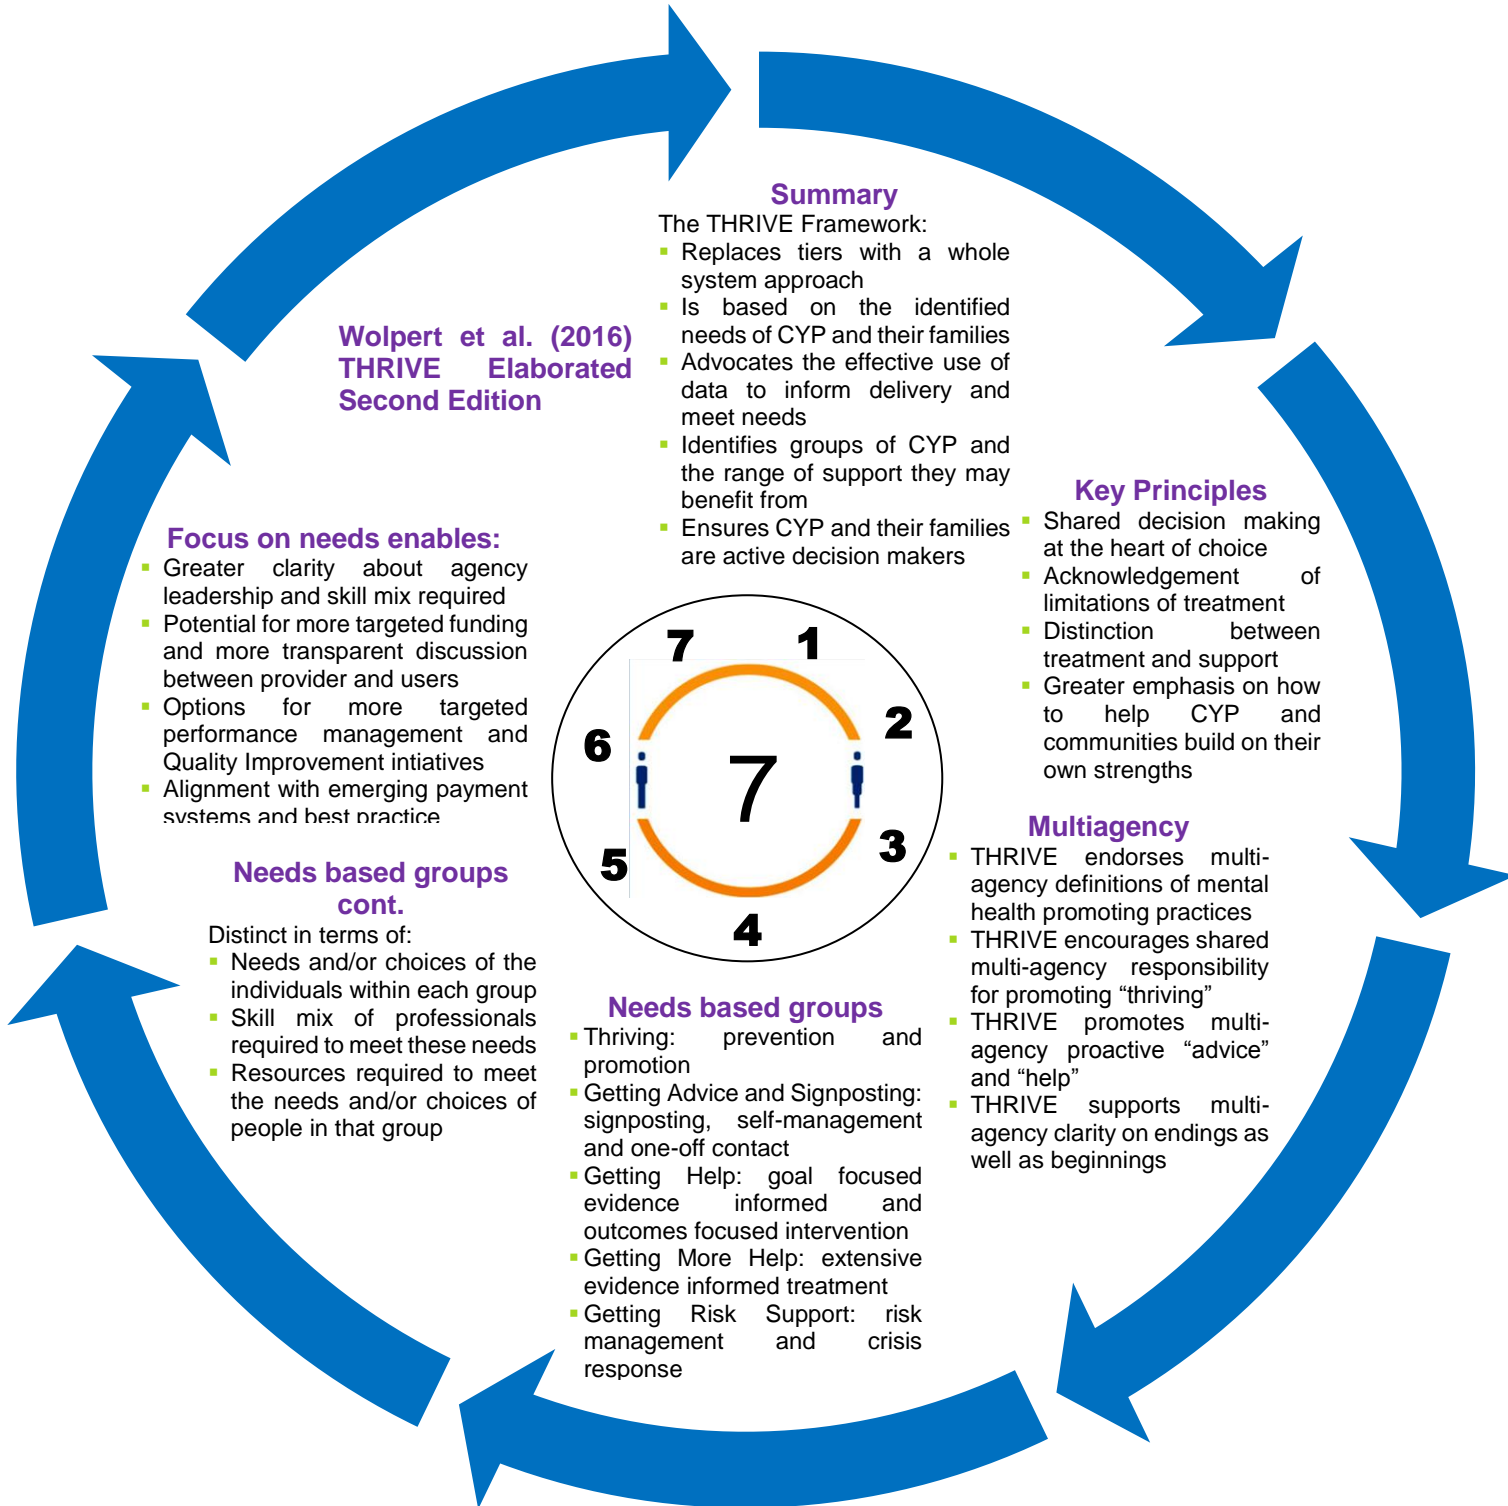 Summary
The THRIVE Framework:
▪ Replaces tiers with a whole
system approach
▪ Is based on the identified
needs of CYP and their families
▪ Advocates the effective use of
data to inform delivery and
meet needs
▪ Identifies groups of CYP and
the range of support they may
benefit from
▪ Ensures CYP and their families
are active decision makers
Key Principles
▪ Shared decision making
at the heart of choice
▪ Acknowledgement of
limitations of treatment
▪ Distinction between
treatment and support
▪ Greater emphasis on how
to help CYP and
communities build on their
own strengths
Multiagency
▪ THRIVE endorses multi-
agency definitions of mental
health promoting practices
▪ THRIVE encourages shared
multi-agency responsibility
for promoting “thriving”
▪ THRIVE promotes multi-
agency proactive “advice”
and “help”
▪ THRIVE supports multi-
agency clarity on endings as
well as beginnings
Needs based groups
▪ Thriving: prevention and
promotion
▪ Getting Advice and Signposting:
signposting, self-management
and one-off contact
▪ Getting Help: goal focused
evidence informed and
outcomes focused intervention
▪ Getting More Help: extensive
evidence informed treatment
▪ Getting Risk Support: risk
management and crisis
response
Needs based groups
cont.
Distinct in terms of:
▪ Needs and/or choices of the
individuals within each group
▪ Skill mix of professionals
required to meet these needs
▪ Resources required to meet
the needs and/or choices of
people in that group
Focus on needs enables:
▪ Greater clarity about agency
leadership and skill mix required
▪ Potential for more targeted funding
and more transparent discussion
between provider and users
▪ Options for more targeted
performance management and
Quality Improvement intiatives
▪ Alignment with emerging payment
systems and best practice
Wolpert et al. (2016)
THRIVE Elaborated
Second Edition
1
2
3
4
5
6
7
7